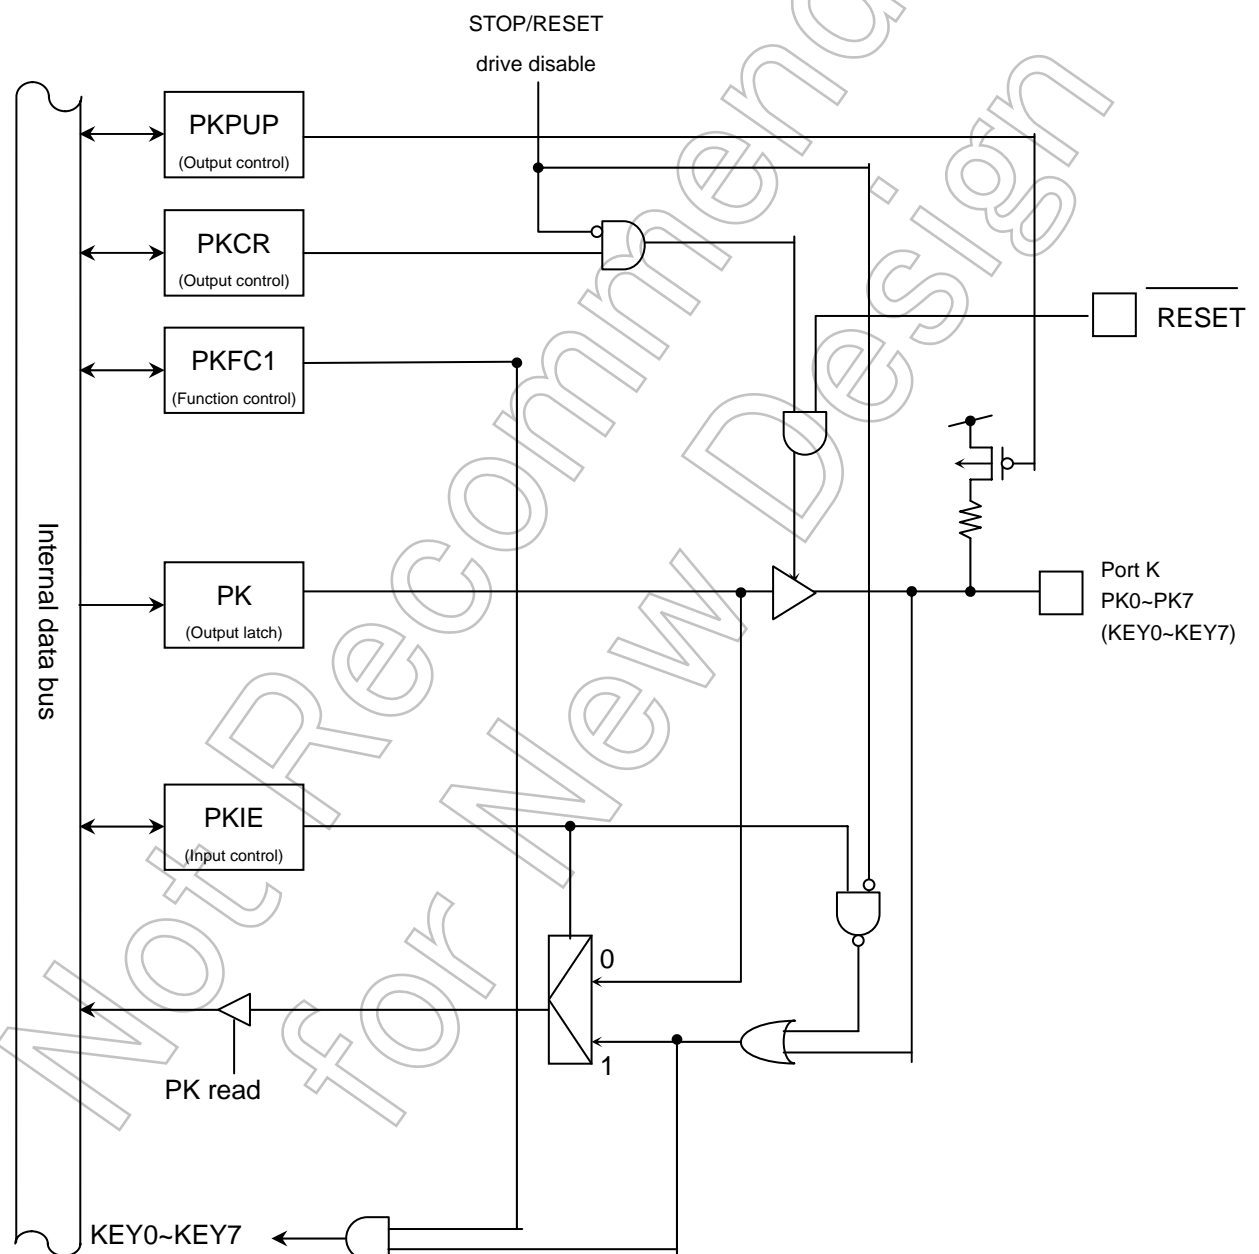 STOP/RESET
drive disable
PKPUP
(Output control)
PKCR
(Output control)
RESET
PKFC1
(Function control)
Internal data bus
PK
(Output latch)
Port K
PK0~PK7
(KEY0~KEY7)
PKIE
(Input control)
0
1
PK read
KEY0~KEY7
Not Recommend
for New Design